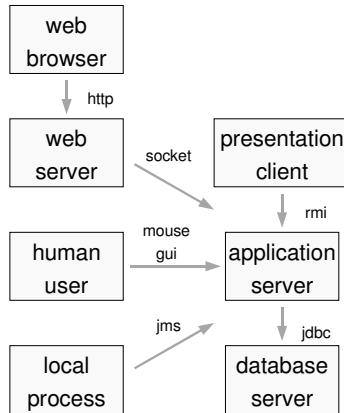 web
browser
http
web
server
socket
presentation
client
rmi
human
user
mouse
gui
application
server
jms
jdbc
local
process
database
server